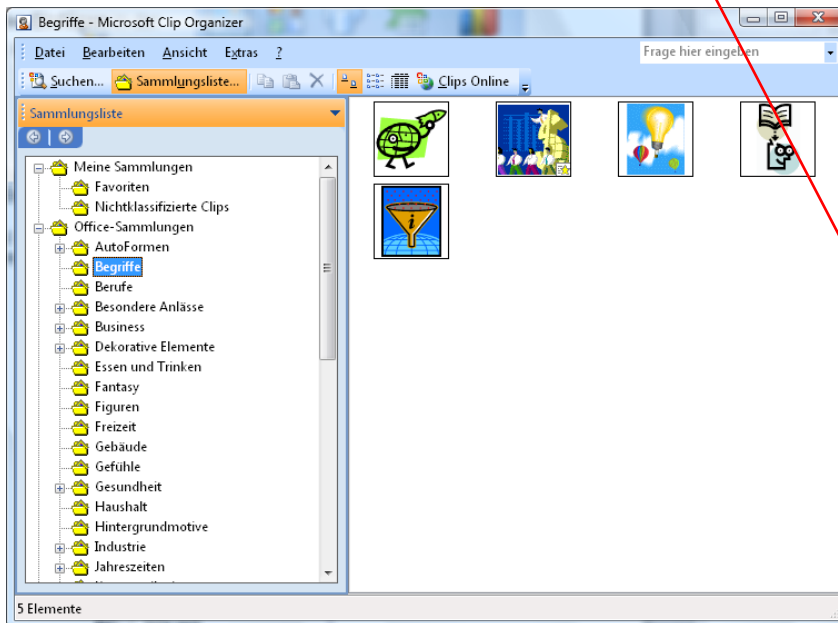 Begriffe - Microsoft Clip Organizer
Datei Bearbeiten Ansicht Extras ? Frage hier eingeben
Suchen... Sammlungsliste... Clips Online
Sammlungsliste
Meine Sammlungen
Favoriten
Nichtklassifizierte Clips
Office-Sammlungen
AutoFormen
Begriffe
Berufe
Besondere Anlässe
Business
Dekorative Elemente
Essen und Trinken
Fantasy
Figuren
Freizeit
Gebäude
Gefühle
Gesundheit
Haushalt
Hintergrundmotive
Industrie
Jahreszeiten
5 Elemente